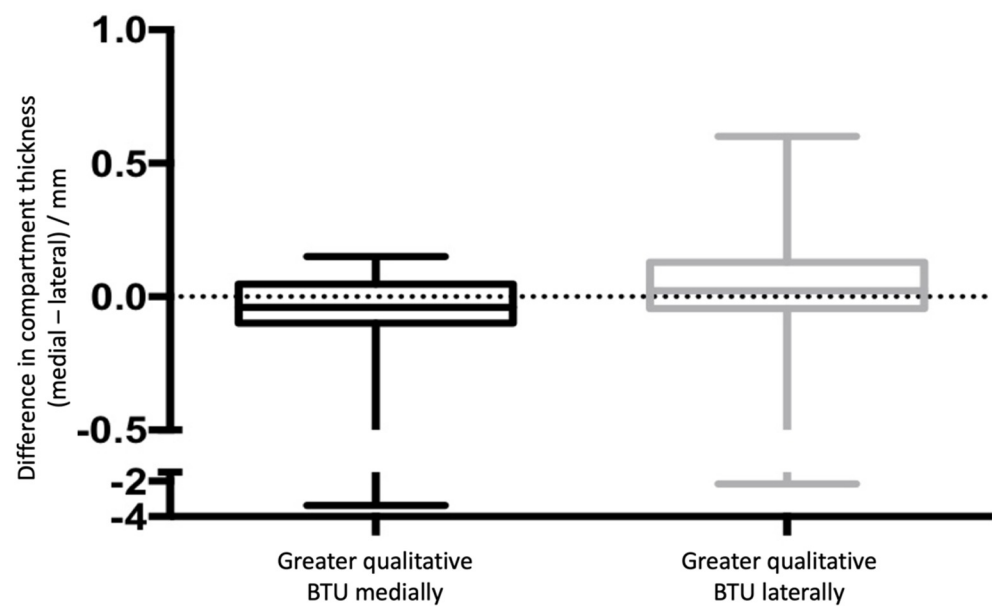 Difference in compartment thickness
(medial – lateral) / mm
1.0
0.5
0.0
-0.5
-2
-4
Greater qualitative
BTU medially
Greater qualitative
BTU laterally